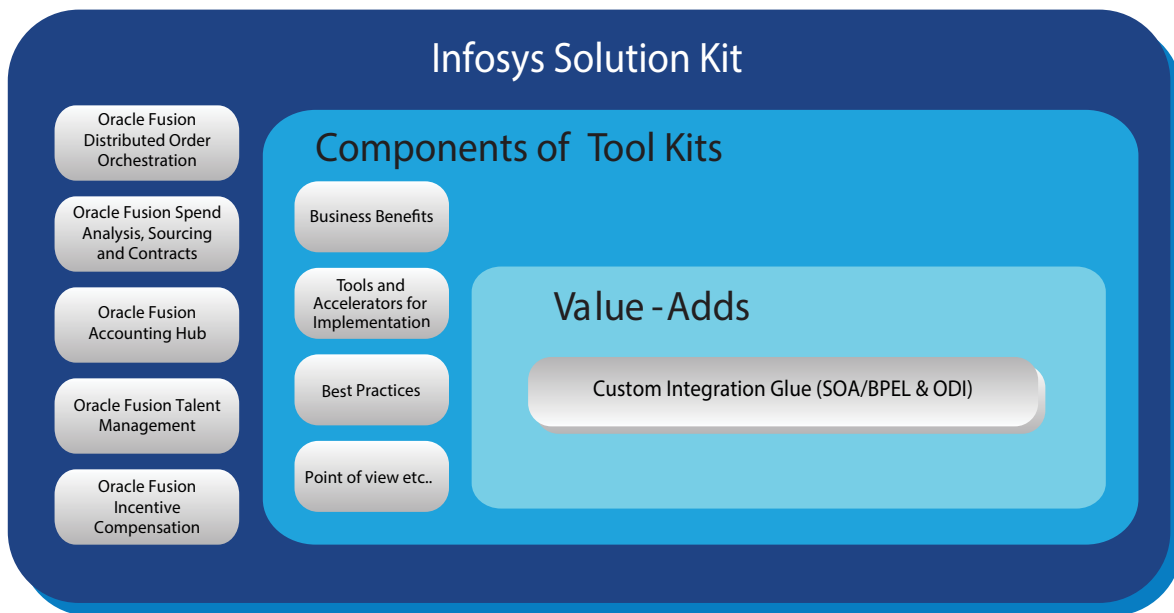 Infosys Solution Kit
Oracle Fusion
Distributed Order
Orchestration
Oracle Fusion Spend
Analysis, Sourcing
and Contracts
Oracle Fusion
Accounting Hub
Oracle Fusion Talent
Management
Oracle Fusion
Incentive
Compensation
Components of Tool Kits
Business Benefits
Tools and
Accelerators for
Implementation
Best Practices
Point of view etc..
Value - Adds
Custom Integration Glue (SOA/BPEL & ODI)